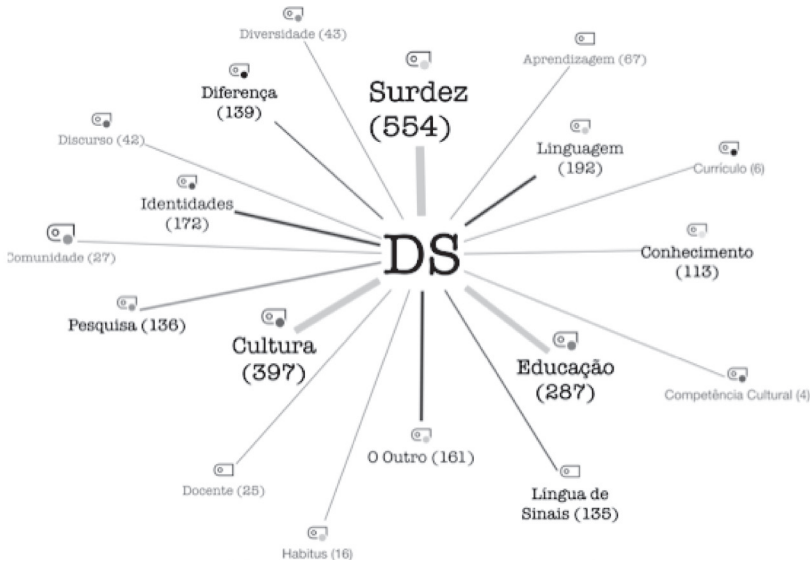 Diversidade (43)
Surdez
(554)
Aprendizagem (67)
Diferença
(139)
Discurso (42)
Linguagem
(192)
Currículo (6)
Identidades
(172)
Comunidade (27)
DS
Conhecimento
(113)
Pesquisa (136)
Cultura
(397)
Educação
(287)
Competência Cultural (4)
O Outro (161)
Docente (25)
Língua de
Sinais (135)
Habitus (16)